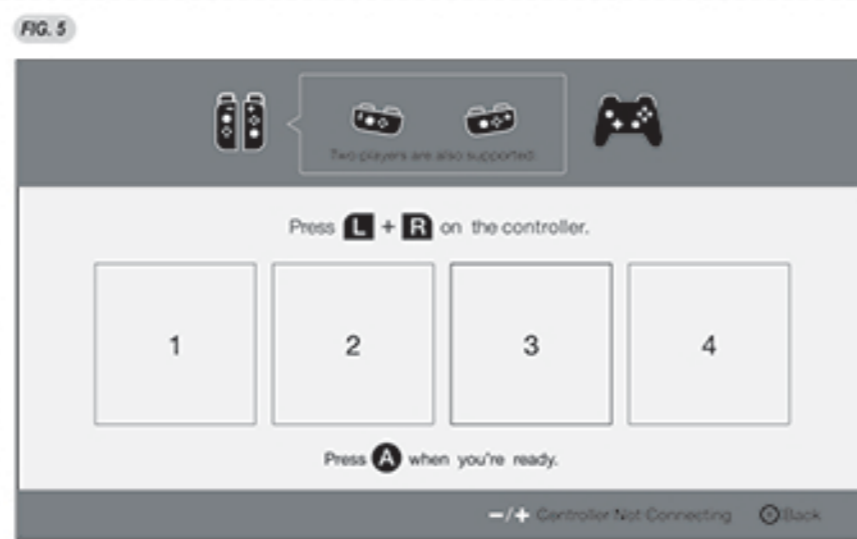 FIG. 5
Two players are also supported
Press L + R on the controller.
1
2
3
4
Press A when you're ready.
−/+ Controller Not Connecting
Back